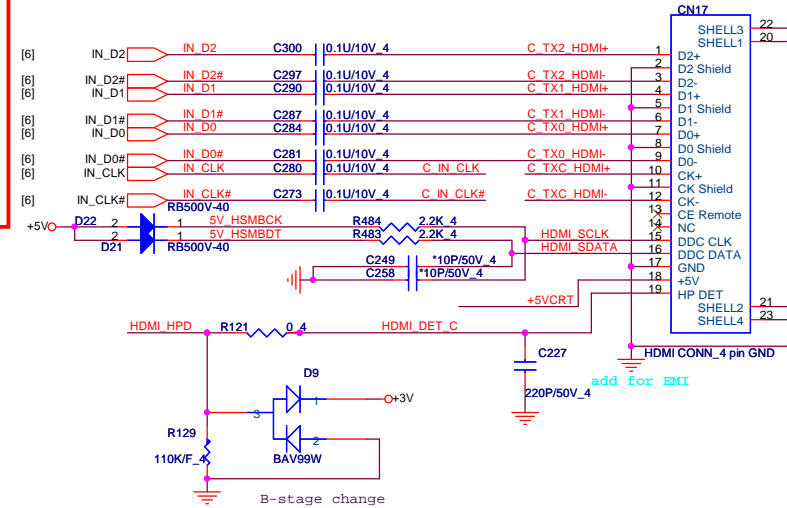 CN17
SHELL3 22
SHELL1 20
[6] IN_D2 IN_D2 C300 0.1U/10V_4 C_TX2_HDMI+ 1 D2+
2 D2 Shield
[6] IN_D2# IN_D2# C297 0.1U/10V_4 C_TX2_HDMI- 3 D2-
[6] IN_D1 IN_D1 C290 0.1U/10V_4 C_TX1_HDMI+ 4 D1+
5 D1 Shield
[6] IN_D1# IN_D1# C287 0.1U/10V_4 C_TX1_HDMI- 6 D1-
[6] IN_D0 IN_D0 C284 0.1U/10V_4 C_TX0_HDMI+ 7 D0+
8 D0 Shield
[6] IN_D0# IN_D0# C281 0.1U/10V_4 C_TX0_HDMI- 9 D0-
[6] IN_CLK IN_CLK C280 0.1U/10V_4 C_IN_CLK C_TXC_HDMI+ 10 CK+
11 CK Shield
[6] IN_CLK# IN_CLK# C273 0.1U/10V_4 C_IN_CLK# C_TXC_HDMI- 12 CK-
RB500V-40
13 CE Remote
+5V D22 2 1 5V_HSMBCK R484 2.2K_4 14 NC
2 1 5V_HSMBDT R483 2.2K_4 HDMI_SCLK 15 DDC CLK
D21 RB500V-40 HDMI_SDATA 16 DDC DATA
C249 *10P/50V_4 17 GND
C258 *10P/50V_4 18 +5V
19 HP DET
+5VCRT SHELL2 21
SHELL4 23
HDMI_HPD R121 0_4 HDMI_DET_C
C227 HDMI CONN_4 pin GND
D9 add for EMI
220P/50V_4
1 +3V
3
R129 2
110K/F_4 BAV99W
B-stage change